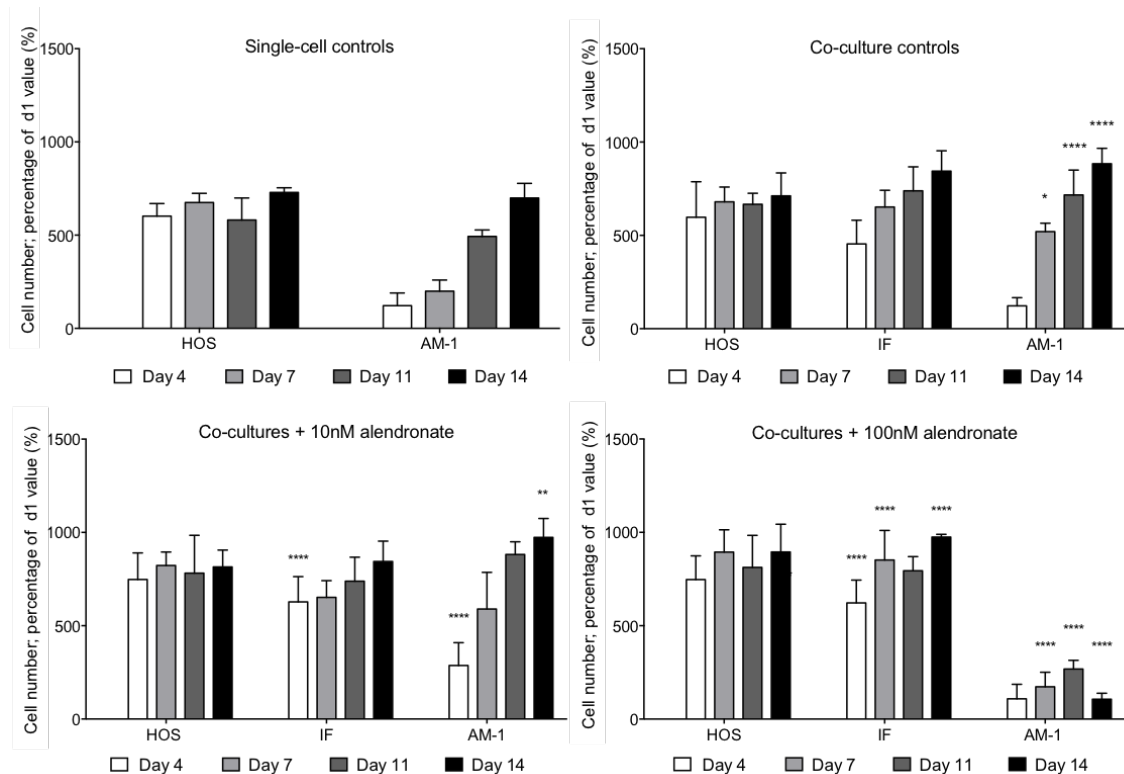 Single-cell controls
Cell number; percentage of d1 value (%)
1500
1000
500
0
HOS AM-1
Day 4 Day 7 Day 11 Day 14
Co-culture controls
Cell number; percentage of d1 value (%)
1500
1000
500
0
* **** ****
HOS IF AM-1
Day 4 Day 7 Day 11 Day 14
Co-cultures + 10nM alendronate
Cell number; percentage of d1 value (%)
1500
1000
500
0
**** **** **
HOS IF AM-1
Day 4 Day 7 Day 11 Day 14
Co-cultures + 100nM alendronate
Cell number; percentage of d1 value (%)
1500
1000
500
0
**** **** **** **** **** ****
HOS IF AM-1
Day 4 Day 7 Day 11 Day 14